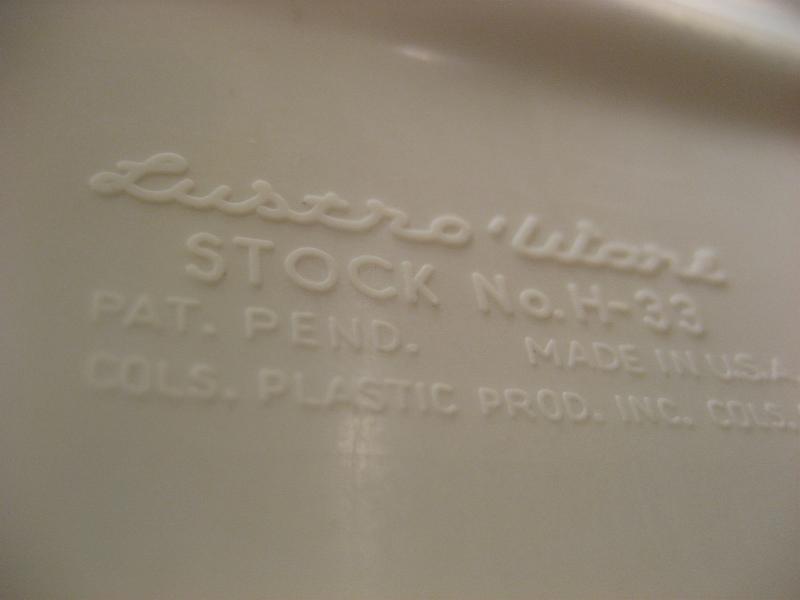 Lustro-Ware
STOCK No. H-33
PAT. PEND. MADE IN U.S.A.
COLS. PLASTIC PROD. INC. COLS.